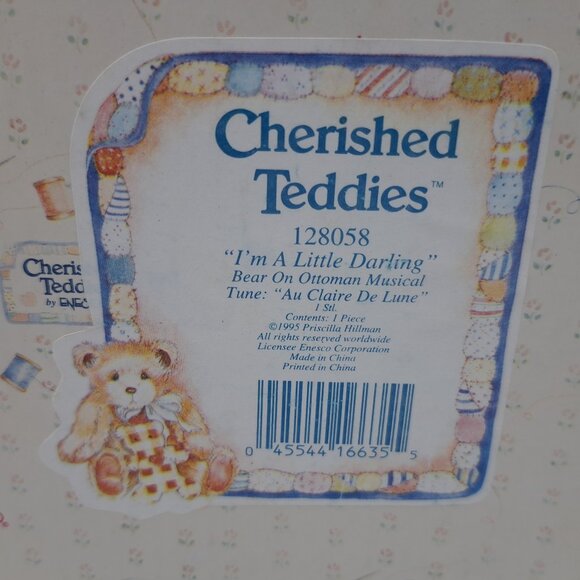 Cherished
Teddies™
128058
"I'm A Little Darling"
Bear On Ottoman Musical
Tune: "Au Claire De Lune"
1 Stl.
Contents: 1 Piece
©1995 Priscilla Hillman
All rights reserved worldwide
Licensee Enesco Corporation
Made in China
Printed in China
0 45544 16635 5
Cheris
Tedd
by ENEC